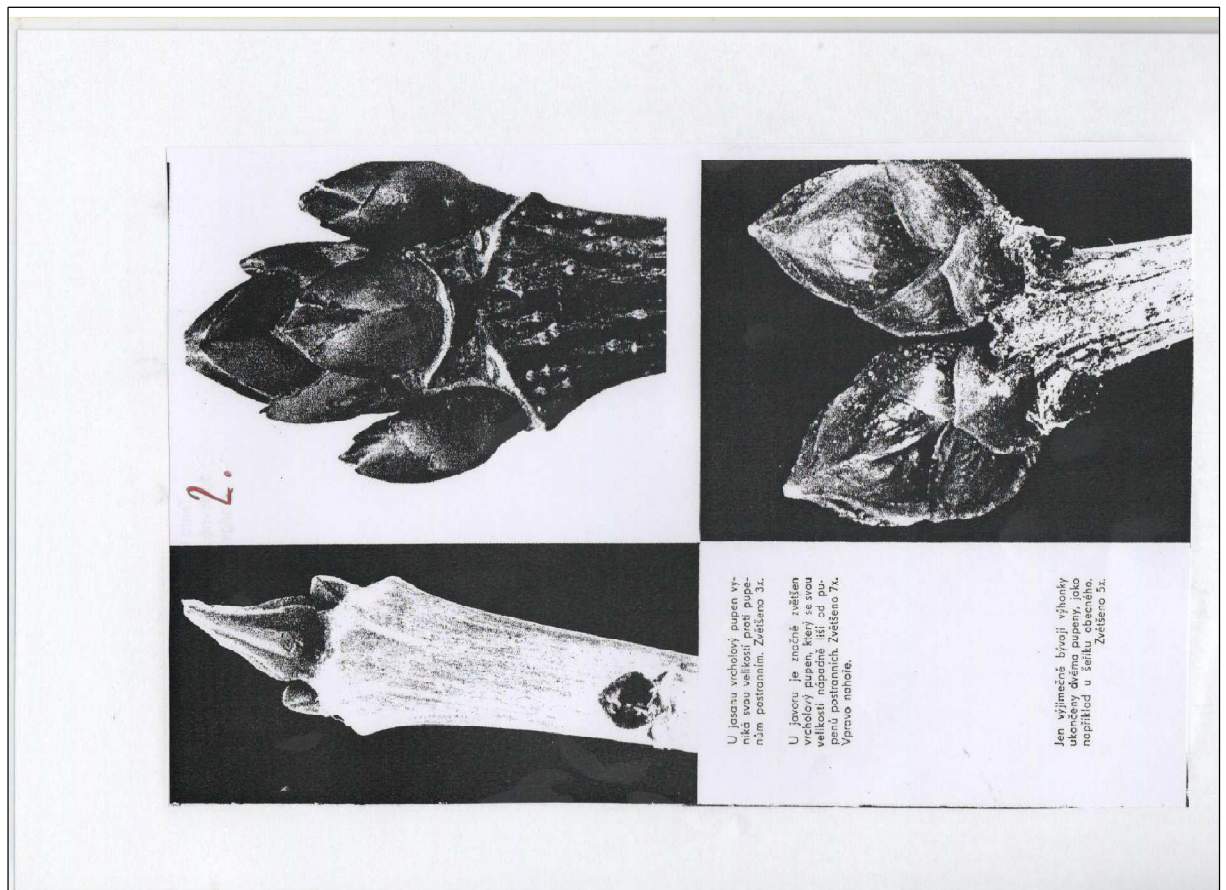 2.
U jasanu vrcholový pupen vy-
niká svou velikostí proti pupe-
nům postranním. Zvětšeno 3x.
U javoru je značně zvětšen
vrcholový pupen, který se svou
velikostí nápadně liší od pu-
penů postranních. Zvětšeno 7x.
Vpravo nahoře.
Jen výjimečně bývají výhonky
ukončeny dvěma pupeny, jako
například u šeříku obecného.
Zvětšeno 5x.